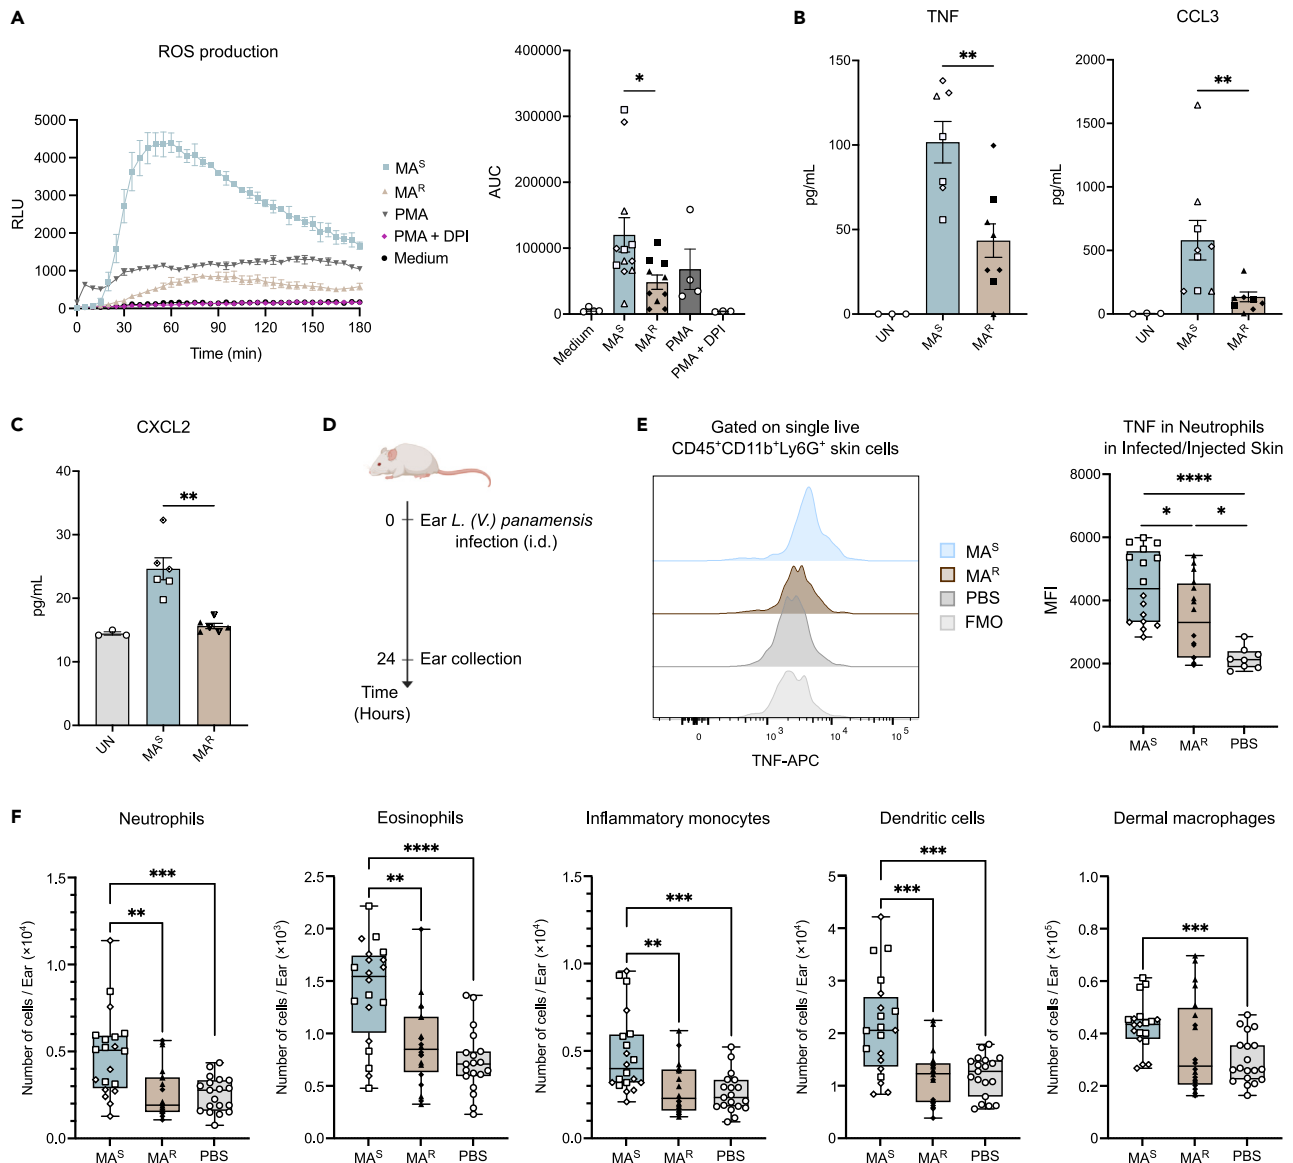 A
ROS production
RLU
5000
4000
3000
2000
1000
0
0
30
60
90
120
150
180
Time (min)
MAˢ
MAᴿ
PMA
PMA + DPI
Medium
AUC
400000
300000
200000
100000
0
*
Medium
MAˢ
MAᴿ
PMA
PMA + DPI
B
TNF
pg/mL
150
100
50
0
**
UN
MAˢ
MAᴿ
CCL3
pg/mL
2000
1500
1000
500
0
**
UN
MAˢ
MAᴿ
C
CXCL2
pg/mL
40
30
20
10
0
**
UN
MAˢ
MAᴿ
D
0
Ear L. (V.) panamensis
infection (i.d.)
24
Ear collection
Time
(Hours)
E
Gated on single live
CD45⁺CD11b⁺Ly6G⁺ skin cells
MAˢ
MAᴿ
PBS
FMO
0
10³
10⁴
10⁵
TNF-APC
TNF in Neutrophils
in Infected/Injected Skin
MFI
8000
6000
4000
2000
0
****
*
*
MAˢ
MAᴿ
PBS
F
Neutrophils
Number of cells / Ear (×10⁴)
1.5
1.0
0.5
0.0
***
**
MAˢ
MAᴿ
PBS
Eosinophils
Number of cells / Ear (×10³)
2.5
2.0
1.5
1.0
0.5
0.0
****
**
MAˢ
MAᴿ
PBS
Inflammatory monocytes
Number of cells / Ear (×10⁴)
1.5
1.0
0.5
0.0
***
**
MAˢ
MAᴿ
PBS
Dendritic cells
Number of cells / Ear (×10⁴)
5
4
3
2
1
0
***
***
MAˢ
MAᴿ
PBS
Dermal macrophages
Number of cells / Ear (×10⁵)
1.0
0.8
0.6
0.4
0.2
0
***
MAˢ
MAᴿ
PBS